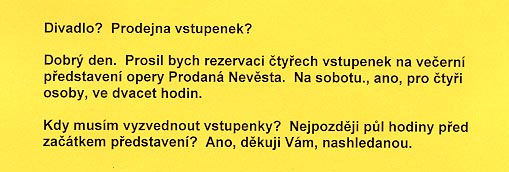 Divadlo?  Prodejna vstupenek?
Dobrý den.  Prosil bych rezervaci čtyřech vstupenek na večerní
představení opery Prodaná Nevěsta.  Na sobotu., ano, pro čtyři
osoby, ve dvacet hodin.
Kdy musím vyzvednout vstupenky?  Nejpozději půl hodiny před
začátkem představení?  Ano, děkuji Vám, nashledanou.